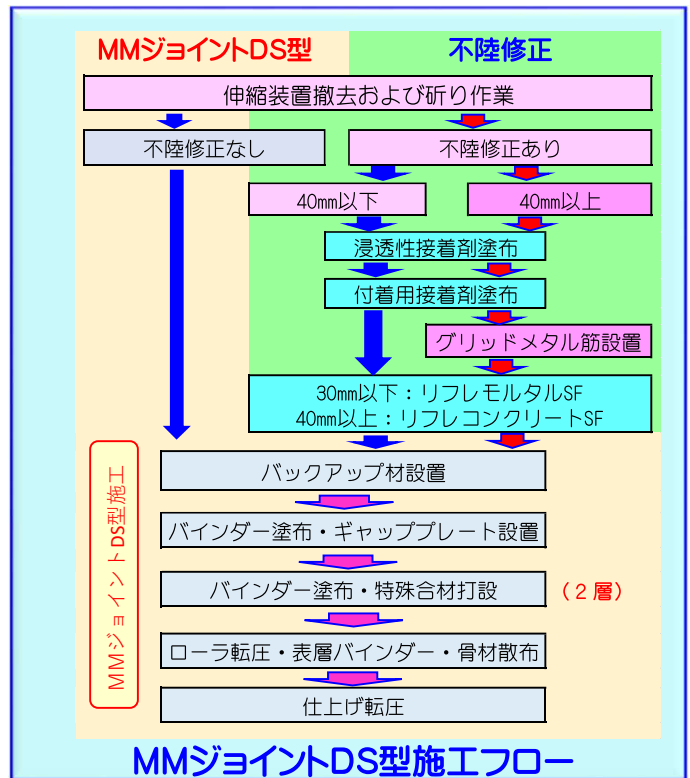 MMジョイントDS型 不陸修正
伸縮装置撤去および斫り作業
不陸修正なし 不陸修正あり
40mm以下 40mm以上
浸透性接着剤塗布
付着用接着剤塗布
グリッドメタル筋設置
30mm以下：リフレモルタルSF
40mm以上：リフレコンクリートSF
MMジョイントDS型施工
バックアップ材設置
バインダー塗布・ギャッププレート設置
バインダー塗布・特殊合材打設 （２層）
ローラ転圧・表層バインダー・骨材散布
仕上げ転圧
MMジョイントDS型施工フロー